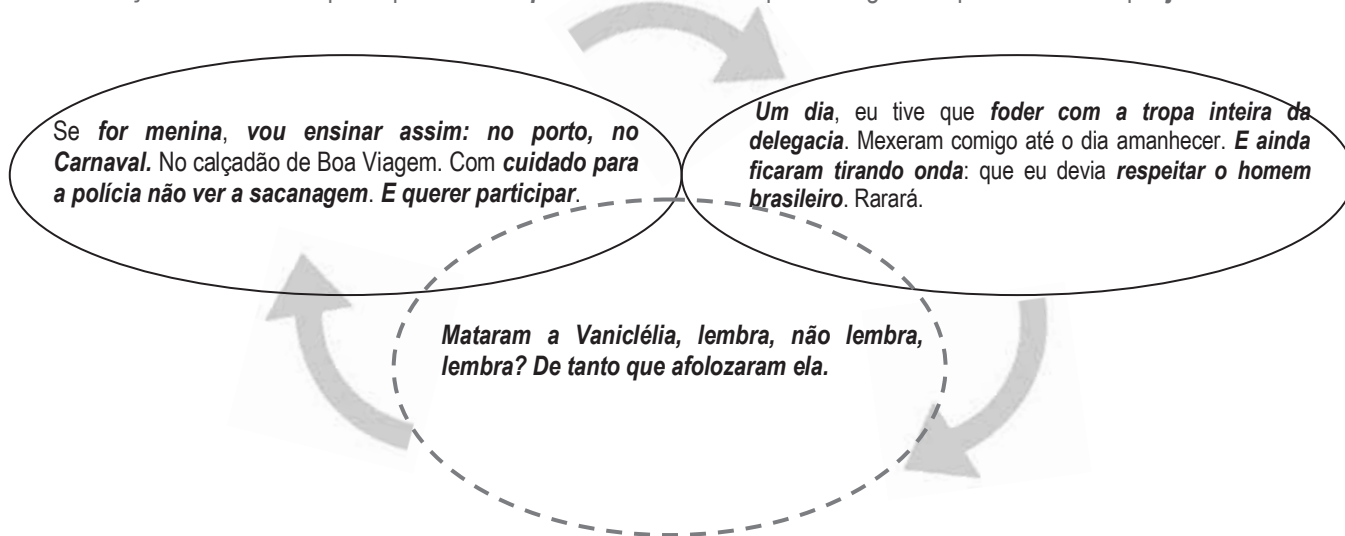 Se for menina, vou ensinar assim: no porto, no
Carnaval. No calçadão de Boa Viagem. Com cuidado para
a polícia não ver a sacanagem. E querer participar.
Um dia, eu tive que foder com a tropa inteira da
delegacia. Mexeram comigo até o dia amanhecer. E ainda
ficaram tirando onda: que eu devia respeitar o homem
brasileiro. Rarará.
Mataram a Vaniclélia, lembra, não lembra,
lembra? De tanto que afolozaram ela.